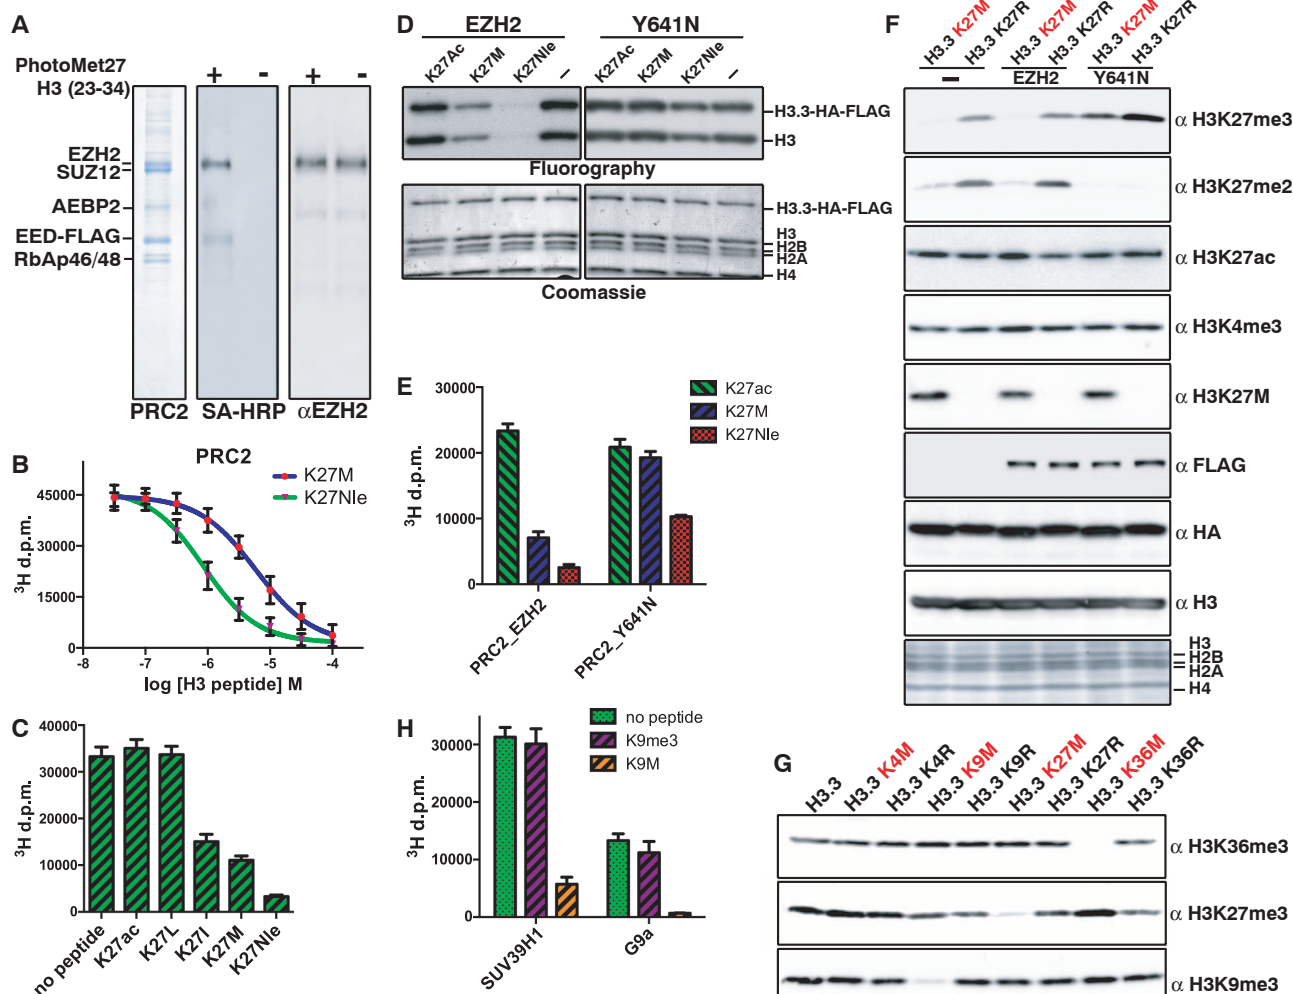 A
PhotoMet27
H3 (23-34)
+ - + -
EZH2
SUZ12
AEBP2
EED-FLAG
RbAp46/48
PRC2 SA-HRP αEZH2
B
PRC2
K27M
K27Nle
45000
30000
15000
0
³H d.p.m.
-8 -7 -6 -5 -4
log [H3 peptide] M
C
40000
30000
20000
10000
0
³H d.p.m.
no peptide
K27ac
K27L
K27I
K27M
K27Nle
D
EZH2 Y641N
K27Ac K27M K27Nle – K27Ac K27M K27Nle –
H3.3-HA-FLAG
H3
Fluorography
H3.3-HA-FLAG
H3
H2B
H2A
H4
Coomassie
E
30000
20000
10000
0
³H d.p.m.
K27ac
K27M
K27Nle
PRC2_EZH2
PRC2_Y641N
H
no peptide
K9me3
K9M
30000
20000
10000
0
³H d.p.m.
SUV39H1
G9a
F
H3.3 K27M
H3.3 K27R
H3.3 K27M
H3.3 K27R
H3.3 K27M
H3.3 K27R
– EZH2 Y641N
α H3K27me3
α H3K27me2
α H3K27ac
α H3K4me3
α H3K27M
α FLAG
α HA
α H3
H3
H2B
H2A
H4
G
H3.3
H3.3 K4M
H3.3 K4R
H3.3 K9M
H3.3 K9R
H3.3 K27M
H3.3 K27R
H3.3 K36M
H3.3 K36R
α H3K36me3
α H3K27me3
α H3K9me3